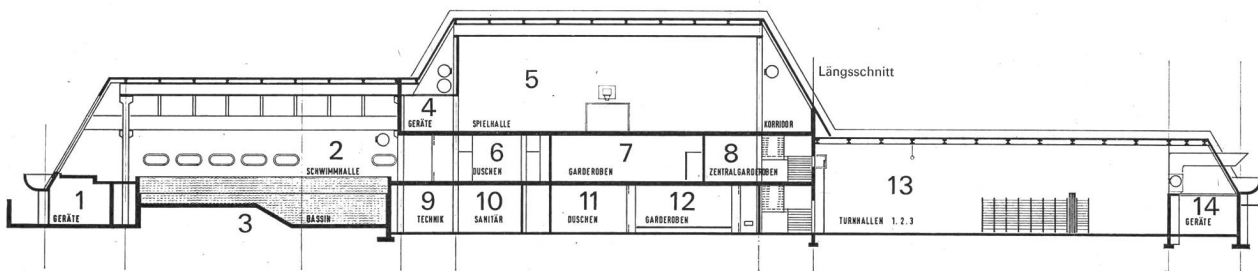 Längsschnitt
5
4
GERÄTE
SPIELHALLE
KORRIDOR
2
SCHWIMMHALLE
6
DUSCHEN
7
GARDEROBEN
8
ZENTRALGARDEROBEN
1
GERÄTE
3
BASSIN
9
TECHNIK
10
SANITÄR
11
DUSCHEN
12
GARDEROBEN
13
TURNHALLEN 1.2.3
14
GERÄTE